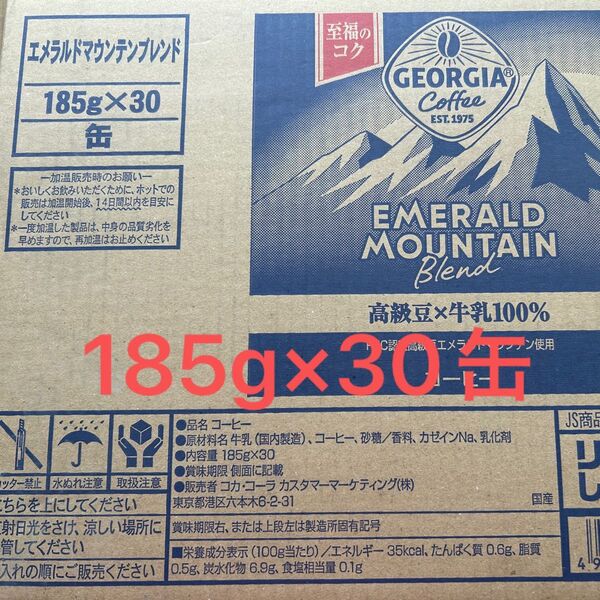 エメラルドマウンテンブレンド
185g×30
缶
ー加温販売時のお願いー
*おいしくお飲みいただくために、ホットでの
販売は加温開始後、14日間以内を目安に
してください
*一度加温した製品は、中身の品質劣化を
早めますので、再加温はお止めください
至福の
コク
GEORGIA®
Coffee
EST. 1975
EMERALD
MOUNTAIN
Blend
高級豆×牛乳100%
使用
コーヒー
185g×30缶
カッター禁止
水ぬれ注意
取扱注意
こちらを上にしてください
射日光をさけ、涼しい場所に
管してください
入れの順にご販売ください
●品名 コーヒー
●原材料名 牛乳(国内製造)、コーヒー、砂糖/香料、カゼインNa、乳化剤
●内容量 185g×30
●賞味期限 側面に記載
●販売者 コカ・コーラ カスタマーマーケティング(株)
東京都港区六本木6-2-31
国産
賞味期限右、または上段左は製造所固有記号
■栄養成分表示(100g当たり)/エネルギー 35kcal、たんぱく質 0.6g、脂質
0.5g、炭水化物 6.9g、食塩相当量 0.1g
JS商品
4 9